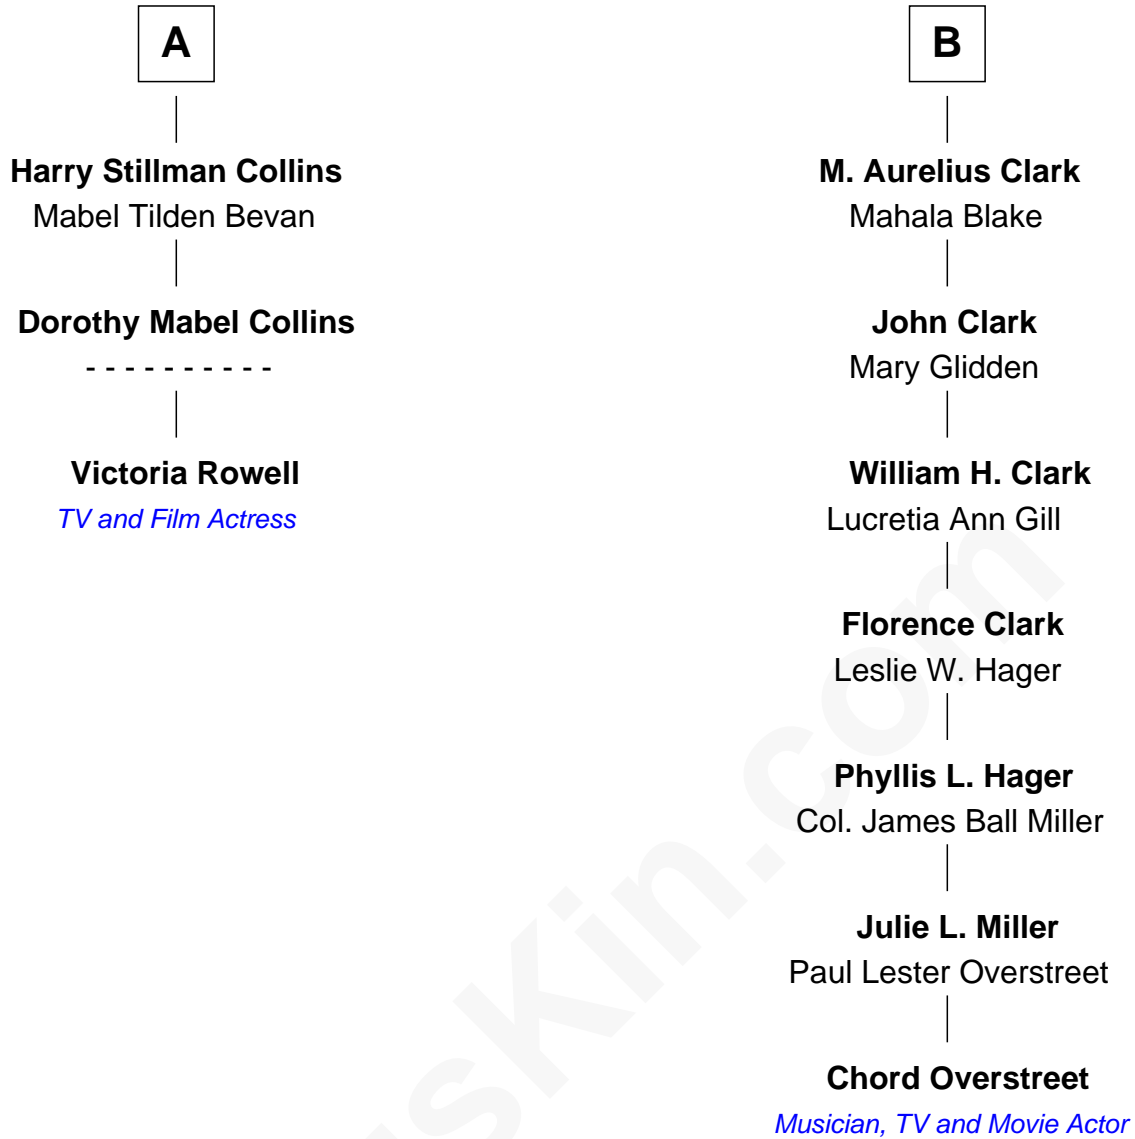 A
Harry Stillman Collins
Mabel Tilden Bevan
Dorothy Mabel Collins
- - - - - - - - - -
Victoria Rowell
TV and Film Actress
B
M. Aurelius Clark
Mahala Blake
John Clark
Mary Glidden
William H. Clark
Lucretia Ann Gill
Florence Clark
Leslie W. Hager
Phyllis L. Hager
Col. James Ball Miller
Julie L. Miller
Paul Lester Overstreet
Chord Overstreet
Musician, TV and Movie Actor
sKin.com